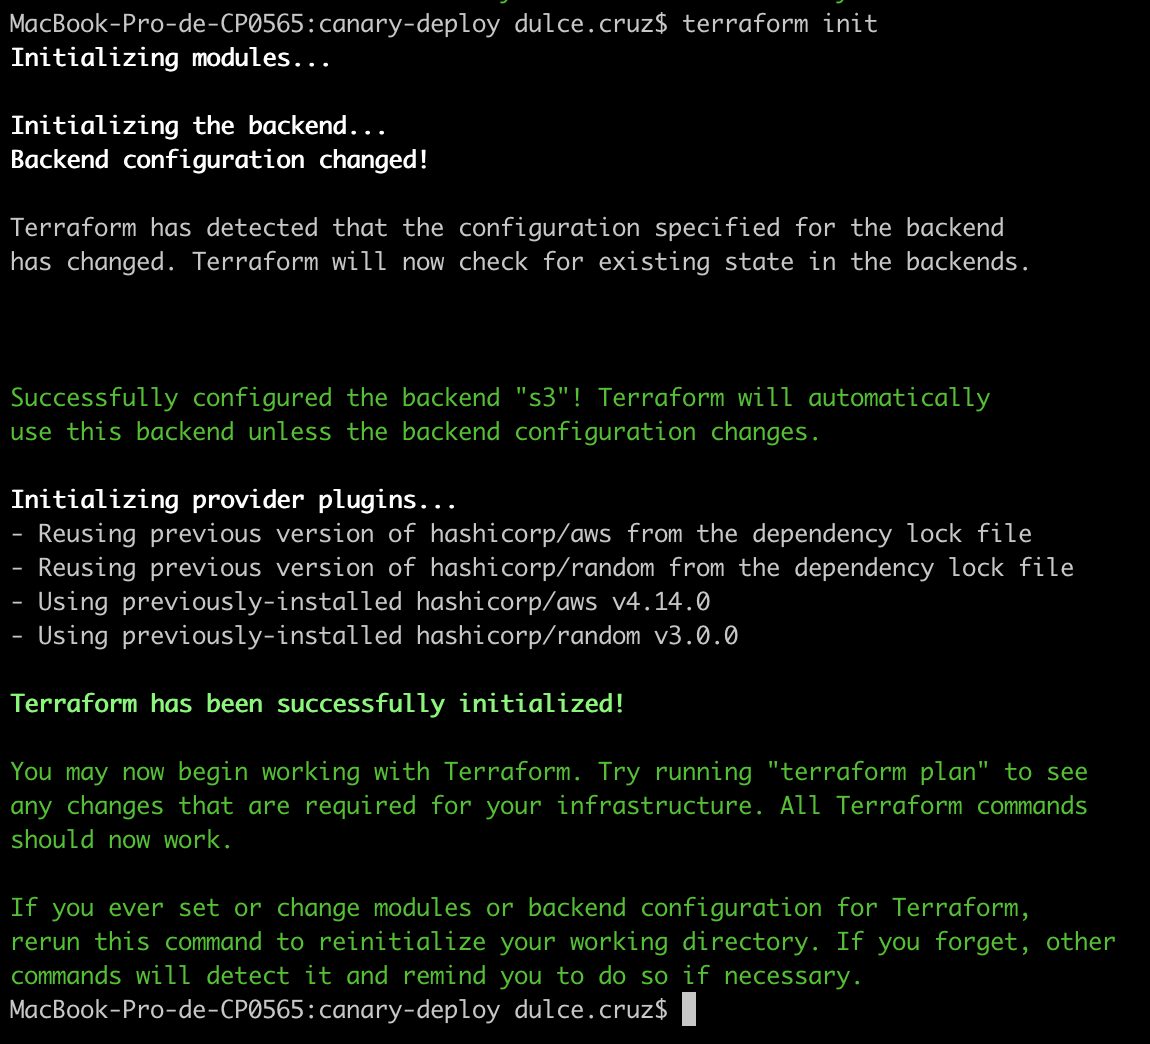 MacBook-Pro-de-CP0565:canary-deploy dulce.cruz$ terraform init
Initializing modules...
Initializing the backend...
Backend configuration changed!
Terraform has detected that the configuration specified for the backend
has changed. Terraform will now check for existing state in the backends.
Successfully configured the backend "s3"! Terraform will automatically
use this backend unless the backend configuration changes.
Initializing provider plugins...
- Reusing previous version of hashicorp/aws from the dependency lock file
- Reusing previous version of hashicorp/random from the dependency lock file
- Using previously-installed hashicorp/aws v4.14.0
- Using previously-installed hashicorp/random v3.0.0
Terraform has been successfully initialized!
You may now begin working with Terraform. Try running "terraform plan" to see
any changes that are required for your infrastructure. All Terraform commands
should now work.
If you ever set or change modules or backend configuration for Terraform,
rerun this command to reinitialize your working directory. If you forget, other
commands will detect it and remind you to do so if necessary.
MacBook-Pro-de-CP0565:canary-deploy dulce.cruz$